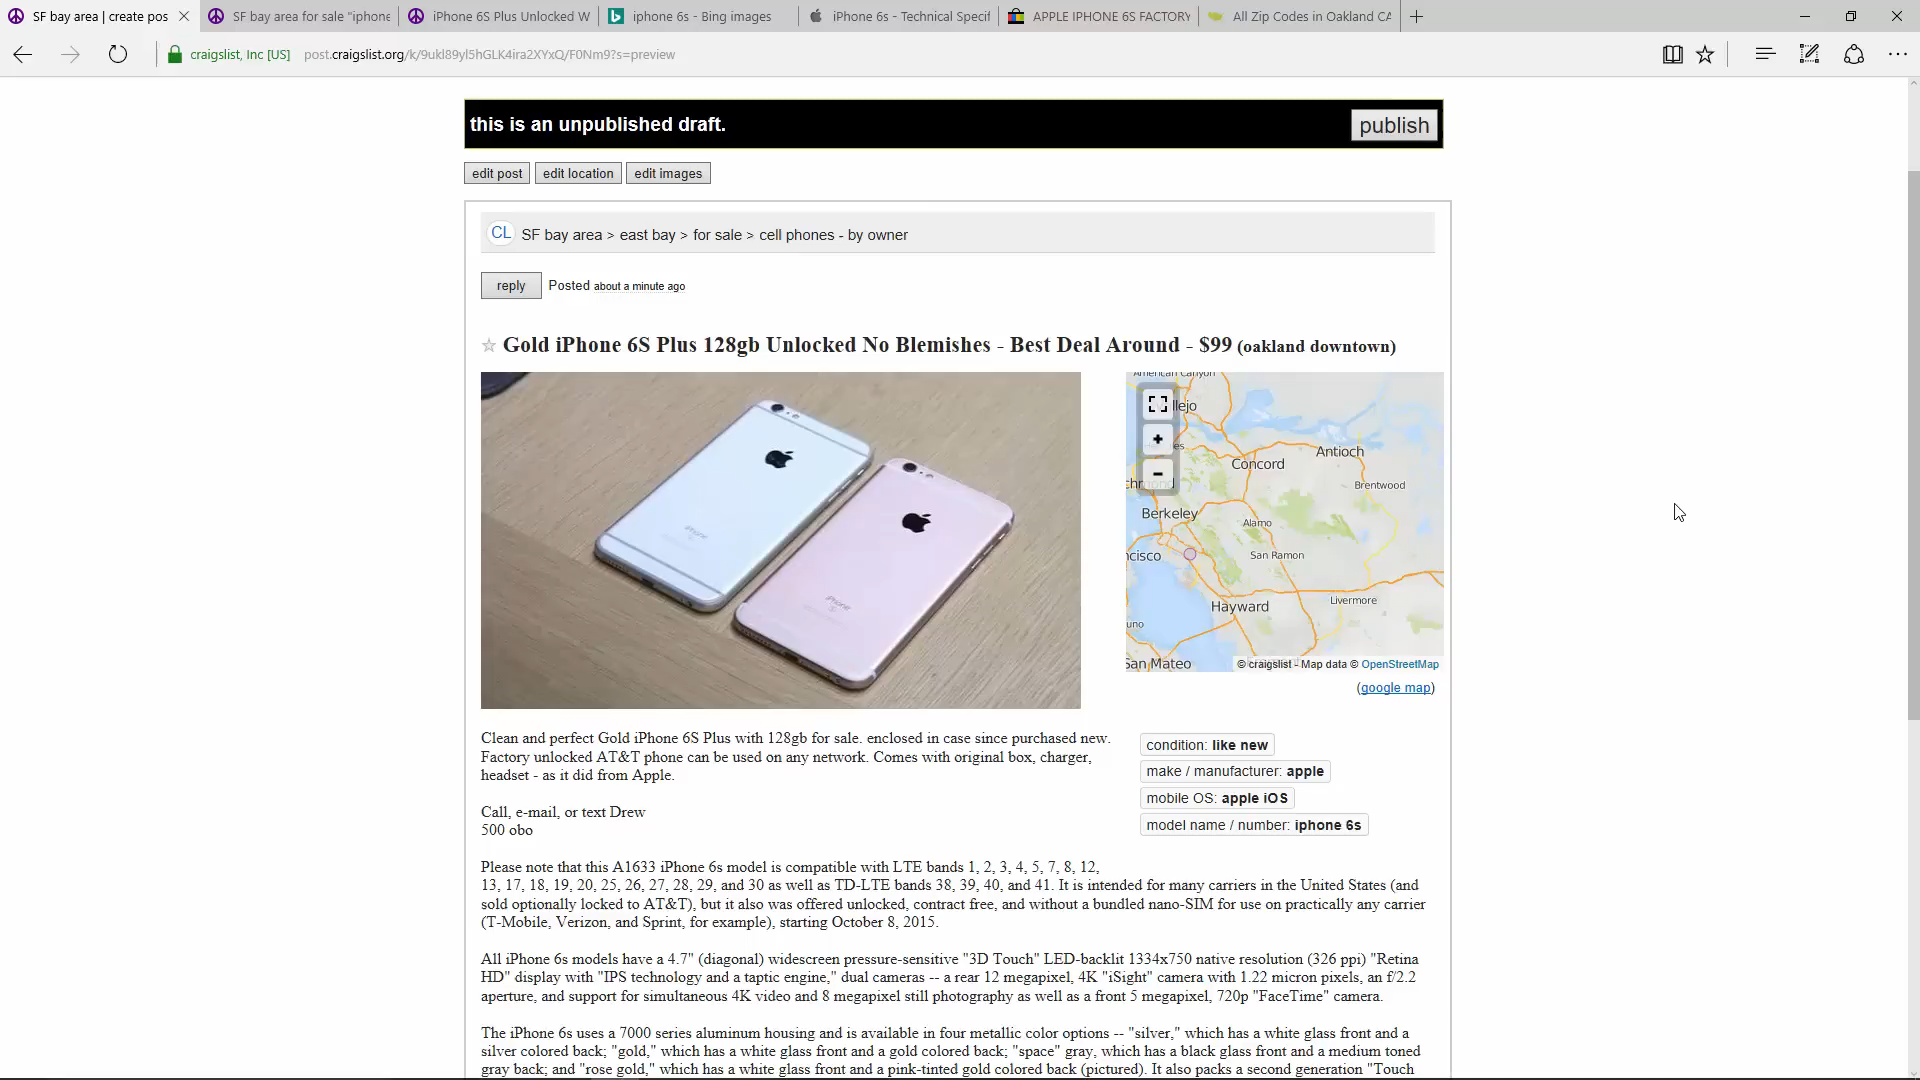 SF bay area | create pos
SF bay area for sale "iphone
iPhone 6S Plus Unlocked W
iphone 6s - Bing images
iPhone 6s - Technical Specif
APPLE IPHONE 6S FACTORY
All Zip Codes in Oakland CA
craigslist, Inc [US]
post.craigslist.org/k/9ukl89yl5hGLK4ira2XYxQ/F0Nm9?s=preview
this is an unpublished draft.
publish
edit post
edit location
edit images
CL
SF bay area > east bay > for sale > cell phones - by owner
reply
Posted about a minute ago
Gold iPhone 6S Plus 128gb Unlocked No Blemishes - Best Deal Around - $99 (oakland downtown)
American Canyon
llejo
Antioch
Concord
Brentwood
Berkeley
Alamo
ncisco
San Ramon
Livermore
Hayward
uno
San Mateo
© craigslist - Map data © OpenStreetMap
(google map)
Clean and perfect Gold iPhone 6S Plus with 128gb for sale. enclosed in case since purchased new.
Factory unlocked AT&T phone can be used on any network. Comes with original box, charger,
headset - as it did from Apple.
Call, e-mail, or text Drew
500 obo
condition: like new
make / manufacturer: apple
mobile OS: apple iOS
model name / number: iphone 6s
Please note that this A1633 iPhone 6s model is compatible with LTE bands 1, 2, 3, 4, 5, 7, 8, 12,
13, 17, 18, 19, 20, 25, 26, 27, 28, 29, and 30 as well as TD-LTE bands 38, 39, 40, and 41. It is intended for many carriers in the United States (and
sold optionally locked to AT&T), but it also was offered unlocked, contract free, and without a bundled nano-SIM for use on practically any carrier
(T-Mobile, Verizon, and Sprint, for example), starting October 8, 2015.
All iPhone 6s models have a 4.7" (diagonal) widescreen pressure-sensitive "3D Touch" LED-backlit 1334x750 native resolution (326 ppi) "Retina
HD" display with "IPS technology and a taptic engine," dual cameras -- a rear 12 megapixel, 4K "iSight" camera with 1.22 micron pixels, an f/2.2
aperture, and support for simultaneous 4K video and 8 megapixel still photography as well as a front 5 megapixel, 720p "FaceTime" camera.
The iPhone 6s uses a 7000 series aluminum housing and is available in four metallic color options -- "silver," which has a white glass front and a
silver colored back; "gold," which has a white glass front and a gold colored back; "space" gray, which has a black glass front and a medium toned
gray back; and "rose gold," which has a white glass front and a pink-tinted gold colored back (pictured). It also packs a second generation "Touch